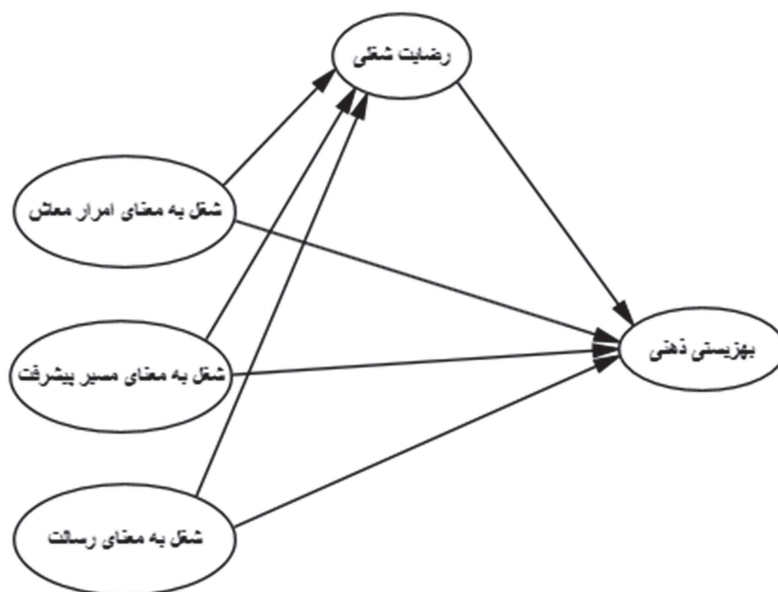 رضایت شغلی
شغل به معنای امرار معاش
بهزیستی ذهنی
شغل به معنای مسیر پیشرفت
شغل به معنای رسالت